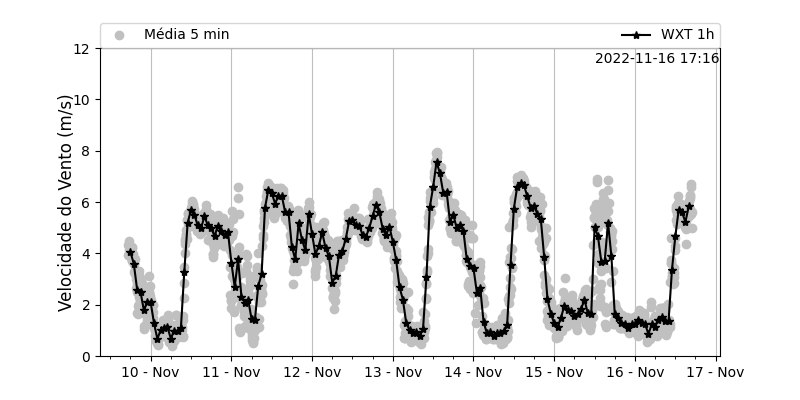 Média 5 min
WXT 1h
2022-11-16 17:16
Velocidade do Vento (m/s)
12
10
8
6
4
2
0
10 - Nov
11 - Nov
12 - Nov
13 - Nov
14 - Nov
15 - Nov
16 - Nov
17 - Nov